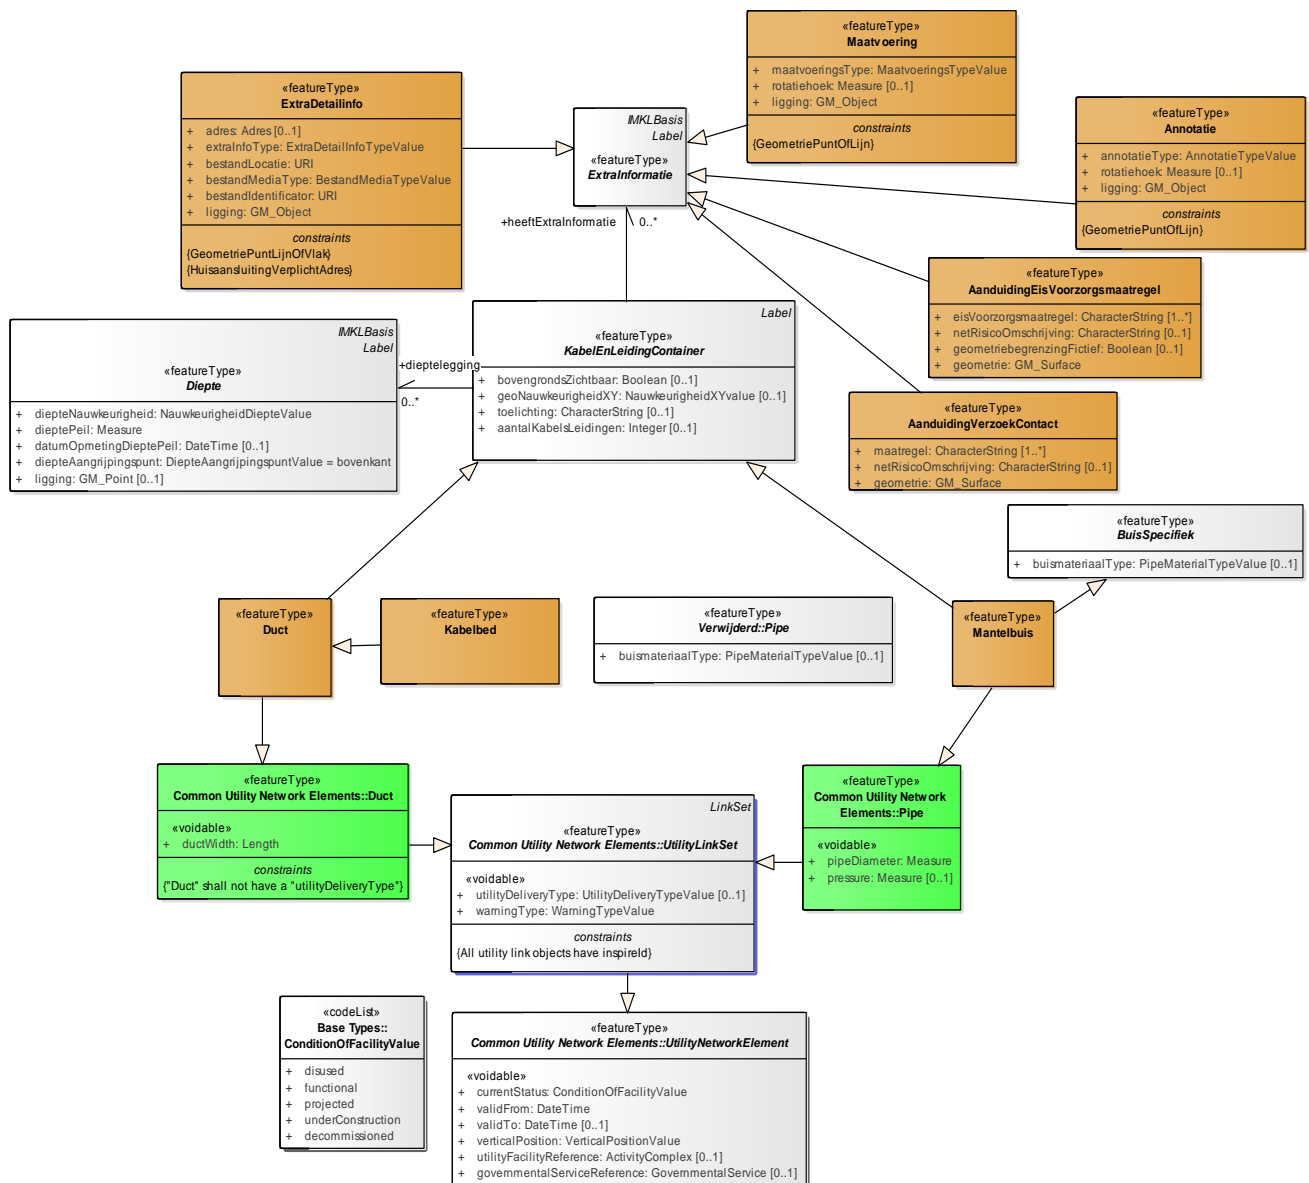 «featureType»
Maatvoering
+ maatvoeringsType: MaatvoeringsTypeValue
+ rotatiehoek: Measure [0..1]
+ ligging: GM_Object
constraints
{GeometriePuntOfLijn}
«featureType»
ExtraDetailinfo
+ adres: Adres [0..1]
+ extraInfoType: ExtraDetailInfoTypeValue
+ bestandLocatie: URI
+ bestandMediaType: BestandMediaTypeValue
+ bestandIdentificator: URI
+ ligging: GM_Object
constraints
{GeometriePuntLijnOfVlak}
{HuisaansluitingVerplichtAdres}
IMKLBasis
Label
«featureType»
ExtraInformatie
«featureType»
Annotatie
+ annotatieType: AnnotatieTypeValue
+ rotatiehoek: Measure [0..1]
+ ligging: GM_Object
constraints
{GeometriePuntOfLijn}
+heeftExtraInformatie
0..*
«featureType»
AanduidingEisVoorzorgsmaatregel
+ eisVoorzorgsmaatregel: CharacterString [1..*]
+ netRisicoOmschrijving: CharacterString [0..1]
+ geometriebegrenzingFictief: Boolean [0..1]
+ geometrie: GM_Surface
IMKLBasis
Label
«featureType»
Diepte
+ diepteNauwkeurigheid: NauwkeurigheidDiepteValue
+ dieptePeil: Measure
+ datumOpmetingDieptePeil: DateTime [0..1]
+ diepteAangrijpingspunt: DiepteAangrijpingspuntValue = bovenkant
+ ligging: GM_Point [0..1]
+dieptelegging
0..*
Label
«featureType»
KabelEnLeidingContainer
+ bovengrondsZichtbaar: Boolean [0..1]
+ geoNauwkeurigheidXY: NauwkeurigheidXYvalue [0..1]
+ toelichting: CharacterString [0..1]
+ aantalKabelsLeidingen: Integer [0..1]
«featureType»
AanduidingVerzoekContact
+ maatregel: CharacterString [1..*]
+ netRisicoOmschrijving: CharacterString [0..1]
+ geometrie: GM_Surface
«featureType»
BuisSpecifiek
+ buismateriaalType: PipeMaterialTypeValue [0..1]
«featureType»
Duct
«featureType»
Kabelbed
«featureType»
Verwijderd::Pipe
+ buismateriaalType: PipeMaterialTypeValue [0..1]
«featureType»
Mantelbuis
«featureType»
Common Utility Network Elements::Duct
«voidable»
+ ductWidth: Length
constraints
{"Duct" shall not have a "utilityDeliveryType"}
LinkSet
«featureType»
Common Utility Network Elements::UtilityLinkSet
«voidable»
+ utilityDeliveryType: UtilityDeliveryTypeValue [0..1]
+ warningType: WarningTypeValue
constraints
{All utility link objects have inspireId}
«featureType»
Common Utility Network
Elements::Pipe
«voidable»
+ pipeDiameter: Measure
+ pressure: Measure [0..1]
«codeList»
Base Types::
ConditionOfFacilityValue
+ disused
+ functional
+ projected
+ underConstruction
+ decommissioned
«featureType»
Common Utility Network Elements::UtilityNetworkElement
«voidable»
+ currentStatus: ConditionOfFacilityValue
+ validFrom: DateTime
+ validTo: DateTime [0..1]
+ verticalPosition: VerticalPositionValue
+ utilityFacilityReference: ActivityComplex [0..1]
+ governmentalServiceReference: GovernmentalService [0..1]